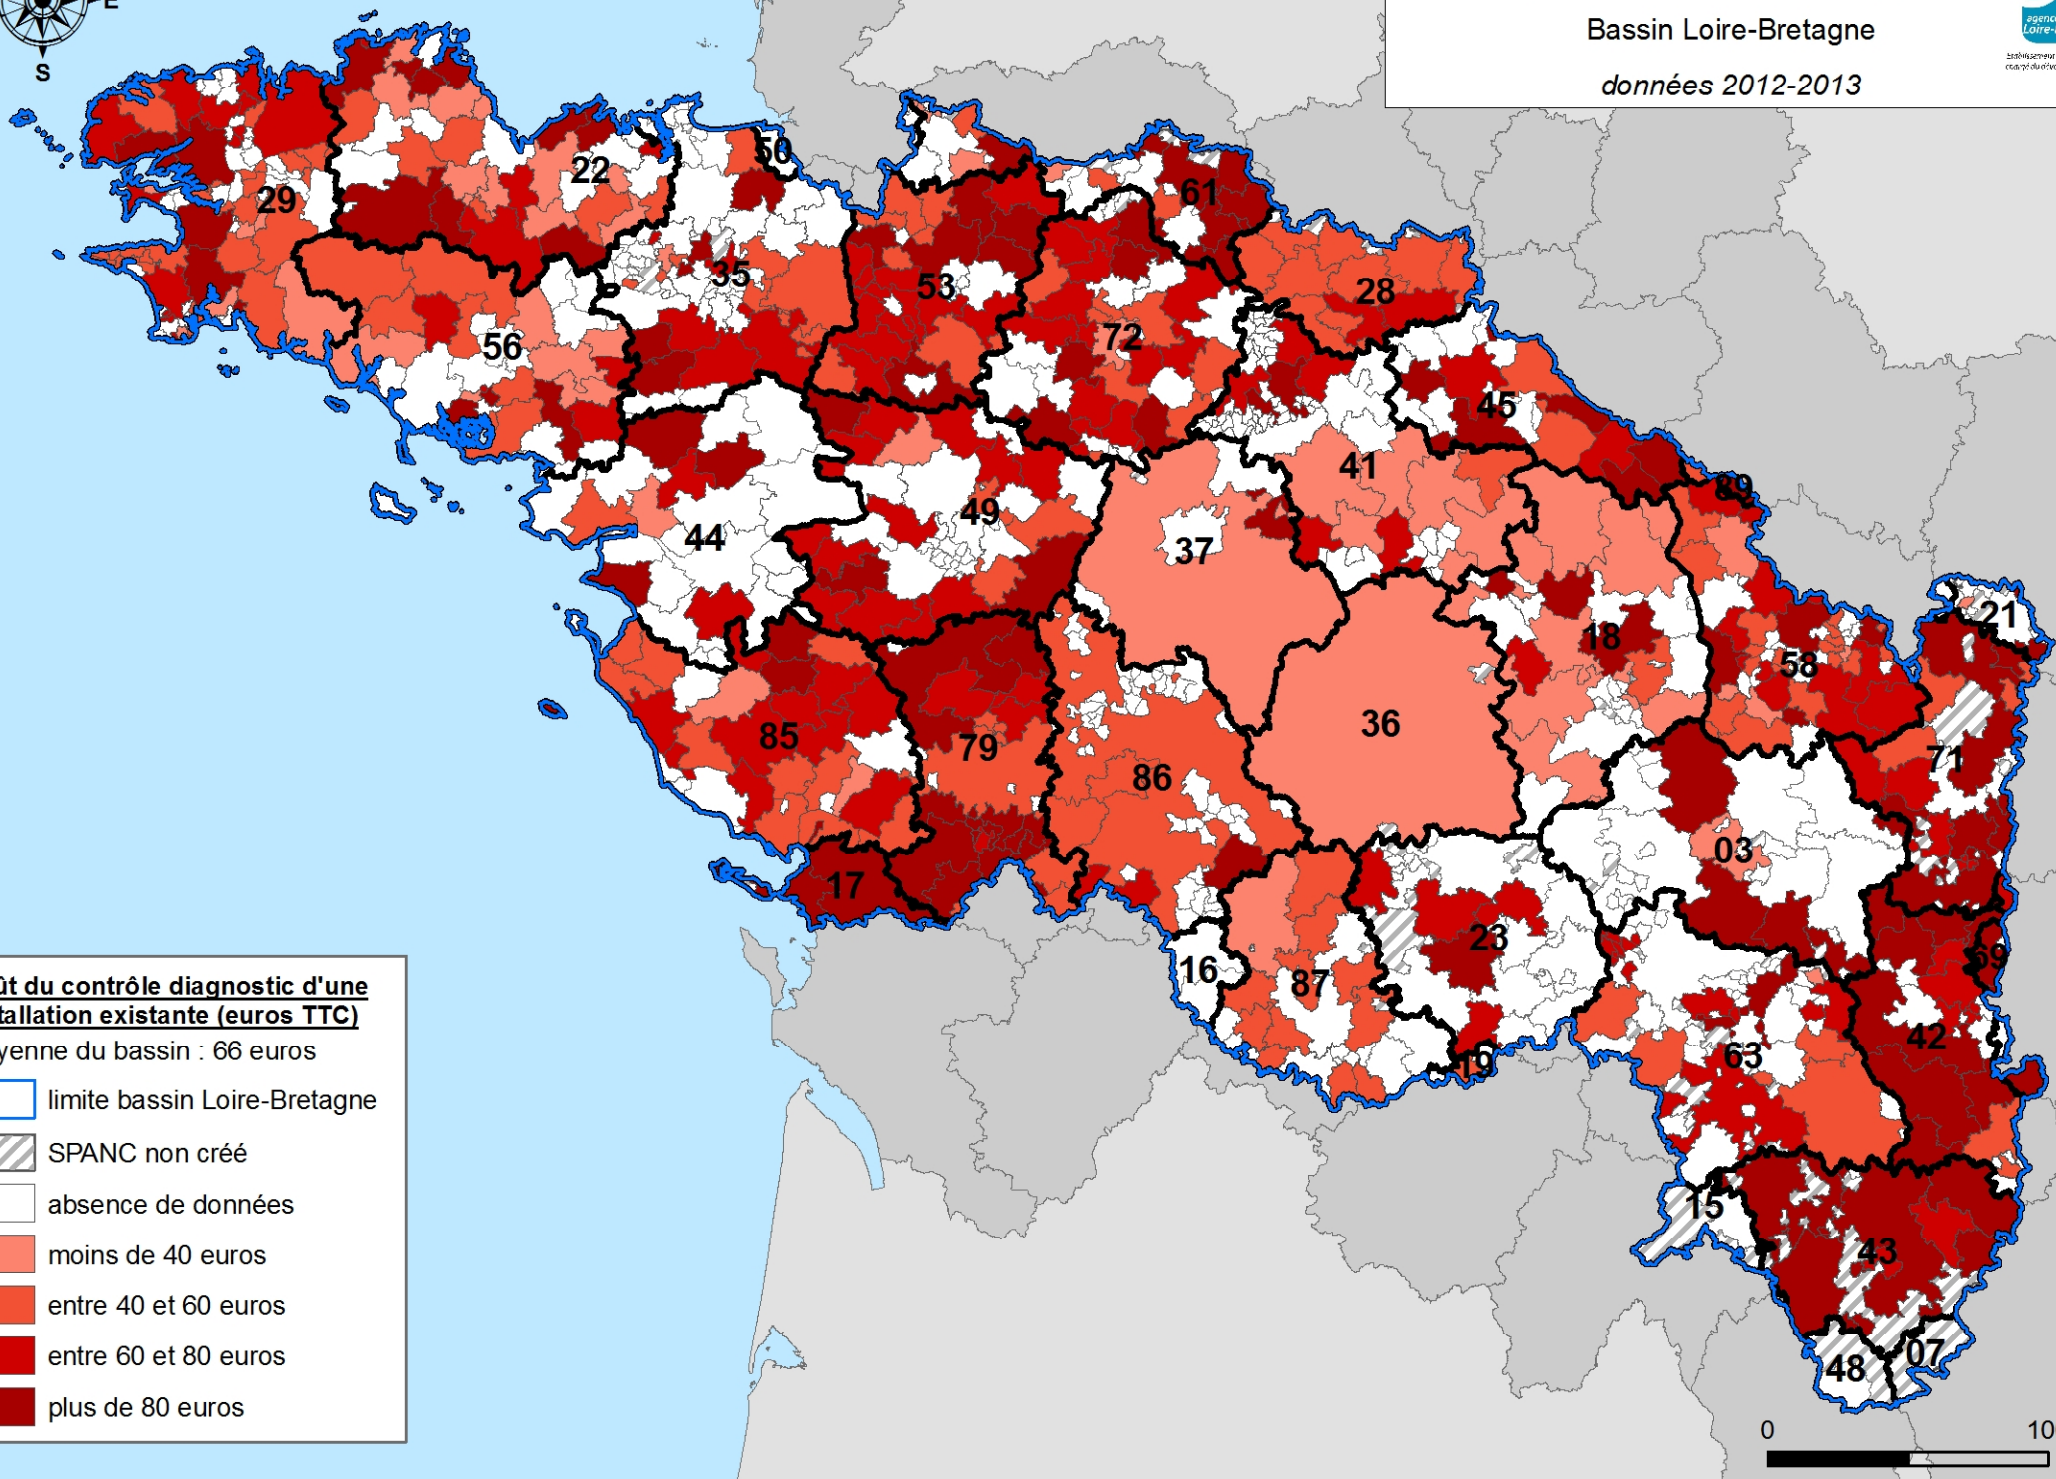 E
S
Bassin Loire-Bretagne
données 2012-2013
agence
Loire-
22
50
29
61
35
53
28
56
72
45
41
89
49
44
37
21
18
58
85
36
79
71
86
03
17
23
69
16
87
42
63
19
15
43
07
48
ût du contrôle diagnostic d'une
tallation existante (euros TTC)
yenne du bassin : 66 euros
limite bassin Loire-Bretagne
SPANC non créé
absence de données
moins de 40 euros
entre 40 et 60 euros
entre 60 et 80 euros
plus de 80 euros
0 10